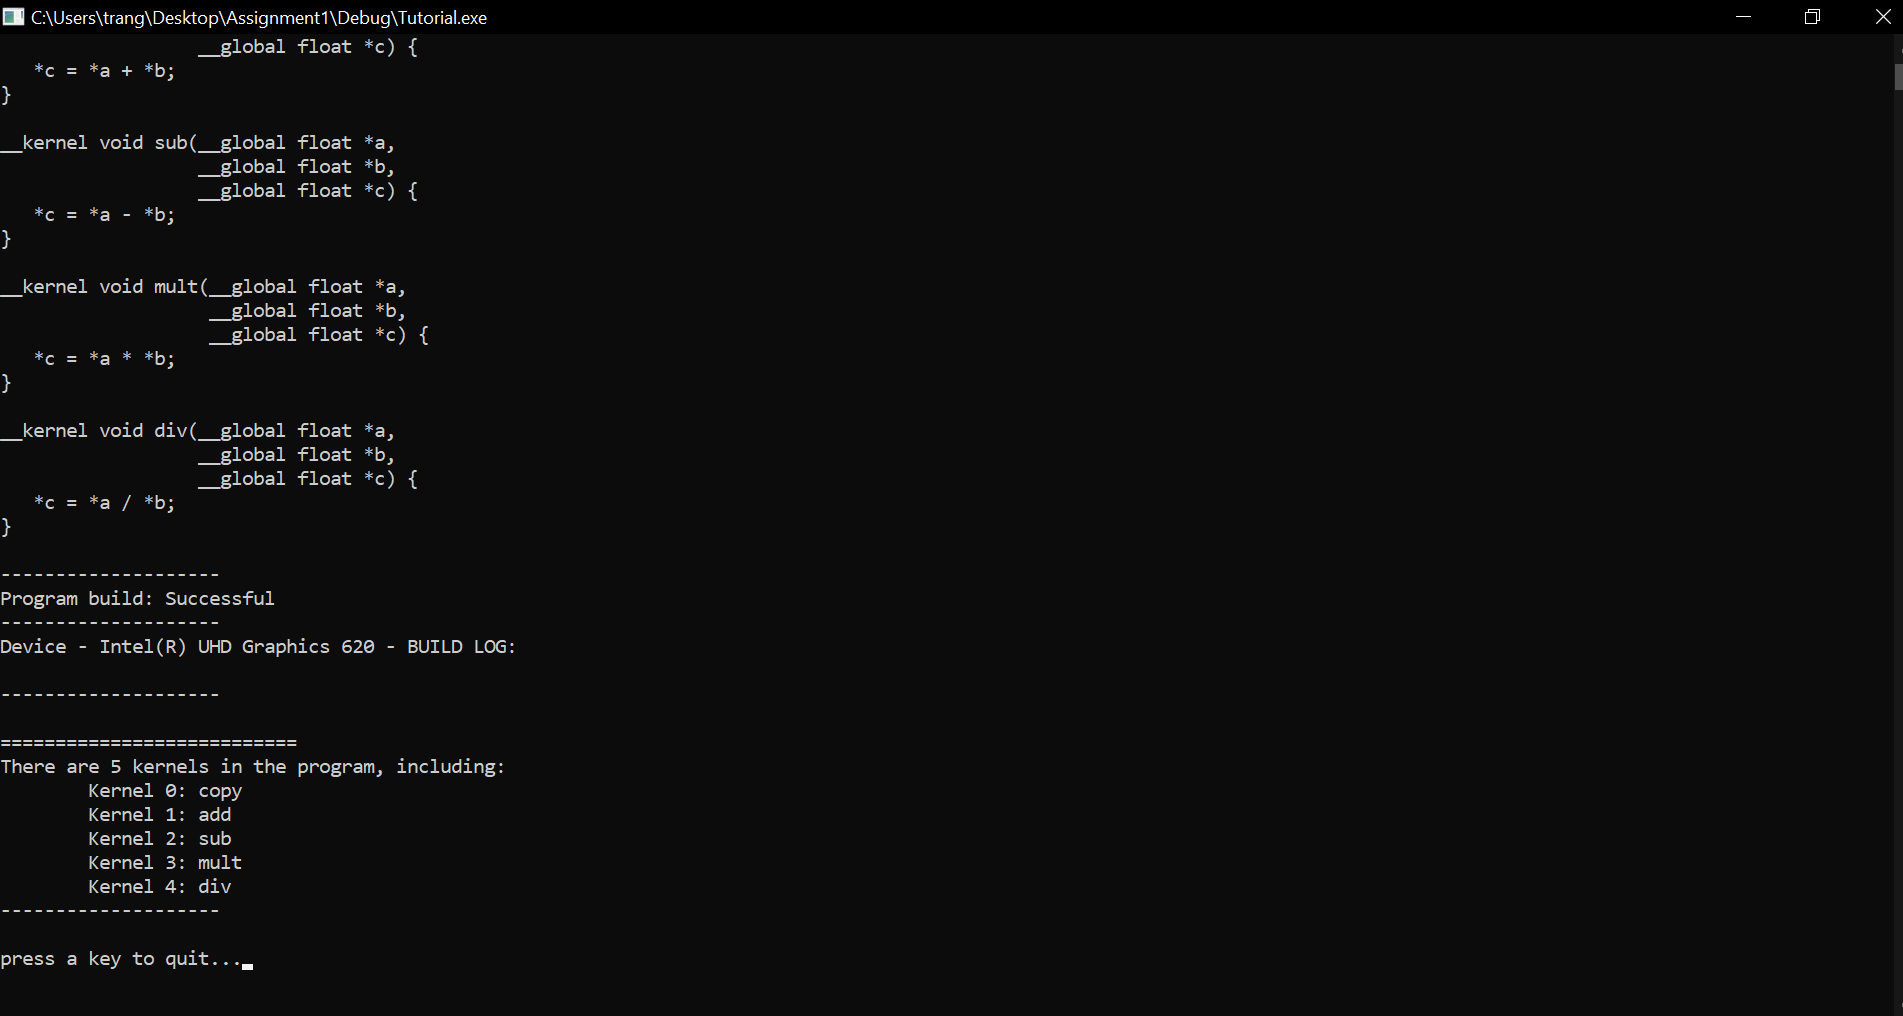 C:\Users\trang\Desktop\Assignment1\Debug\Tutorial.exe
                  __global float *c) {
   *c = *a + *b;
}

__kernel void sub(__global float *a,
                  __global float *b,
                  __global float *c) {
   *c = *a - *b;
}

__kernel void mult(__global float *a,
                   __global float *b,
                   __global float *c) {
   *c = *a * *b;
}

__kernel void div(__global float *a,
                  __global float *b,
                  __global float *c) {
   *c = *a / *b;
}

--------------------
Program build: Successful
--------------------
Device - Intel(R) UHD Graphics 620 - BUILD LOG:

--------------------

===========================
There are 5 kernels in the program, including:
        Kernel 0: copy
        Kernel 1: add
        Kernel 2: sub
        Kernel 3: mult
        Kernel 4: div
--------------------

press a key to quit...